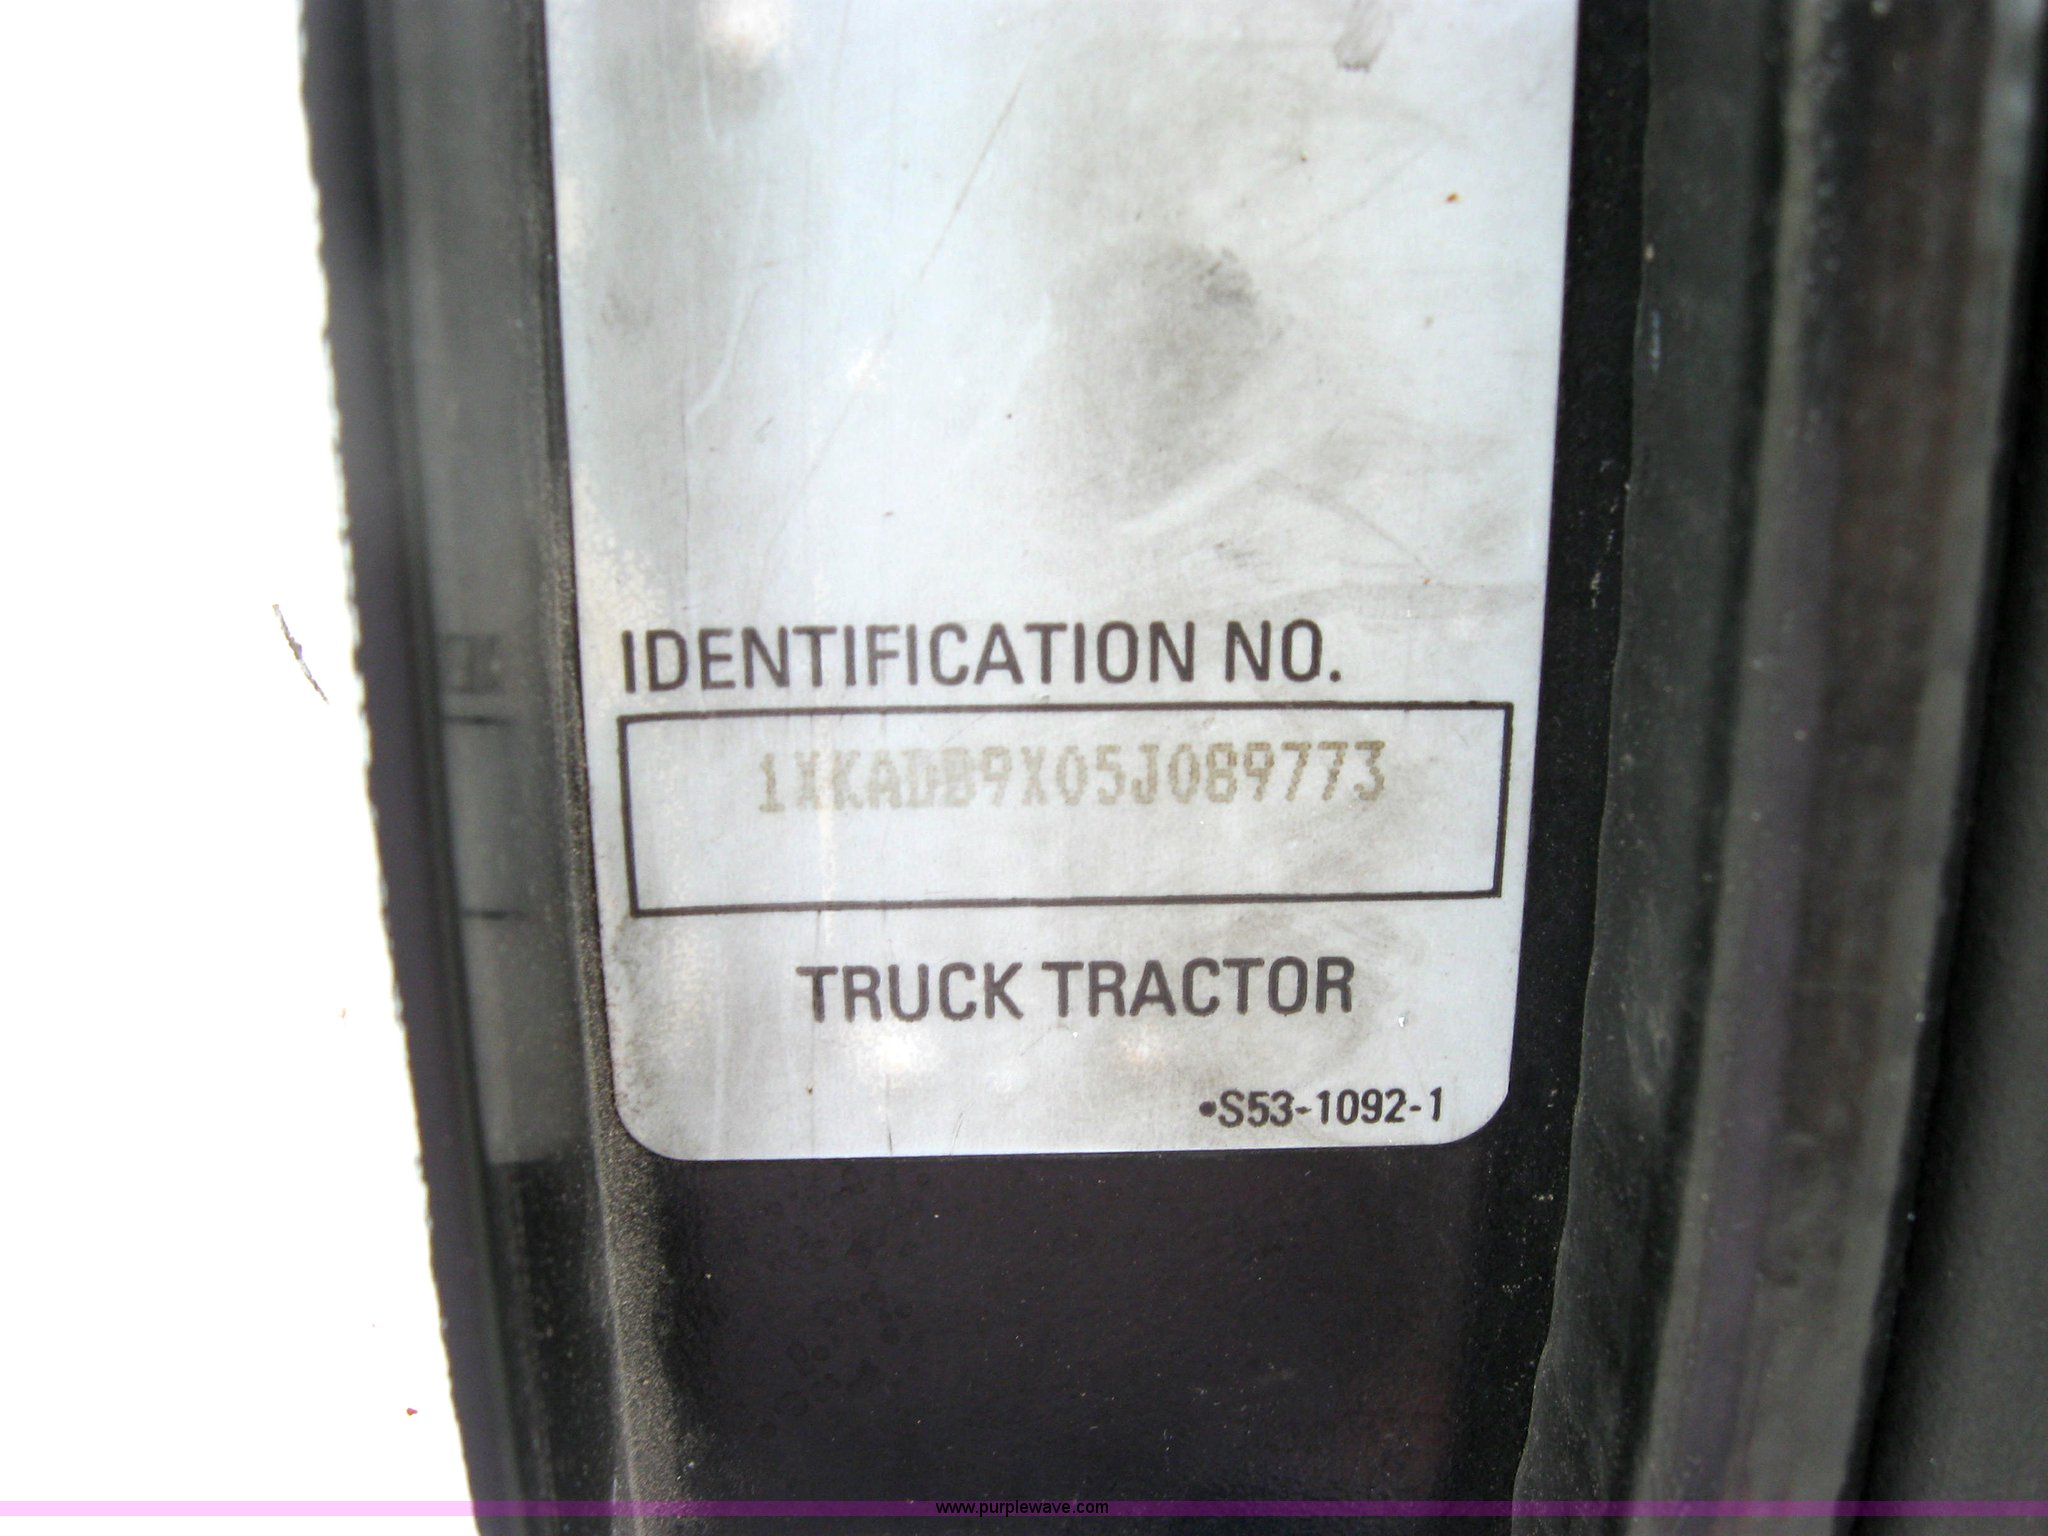 IDENTIFICATION NO.
1XKADB9X05J089773
TRUCK TRACTOR
•S53-1092-1
www.purplewave.com